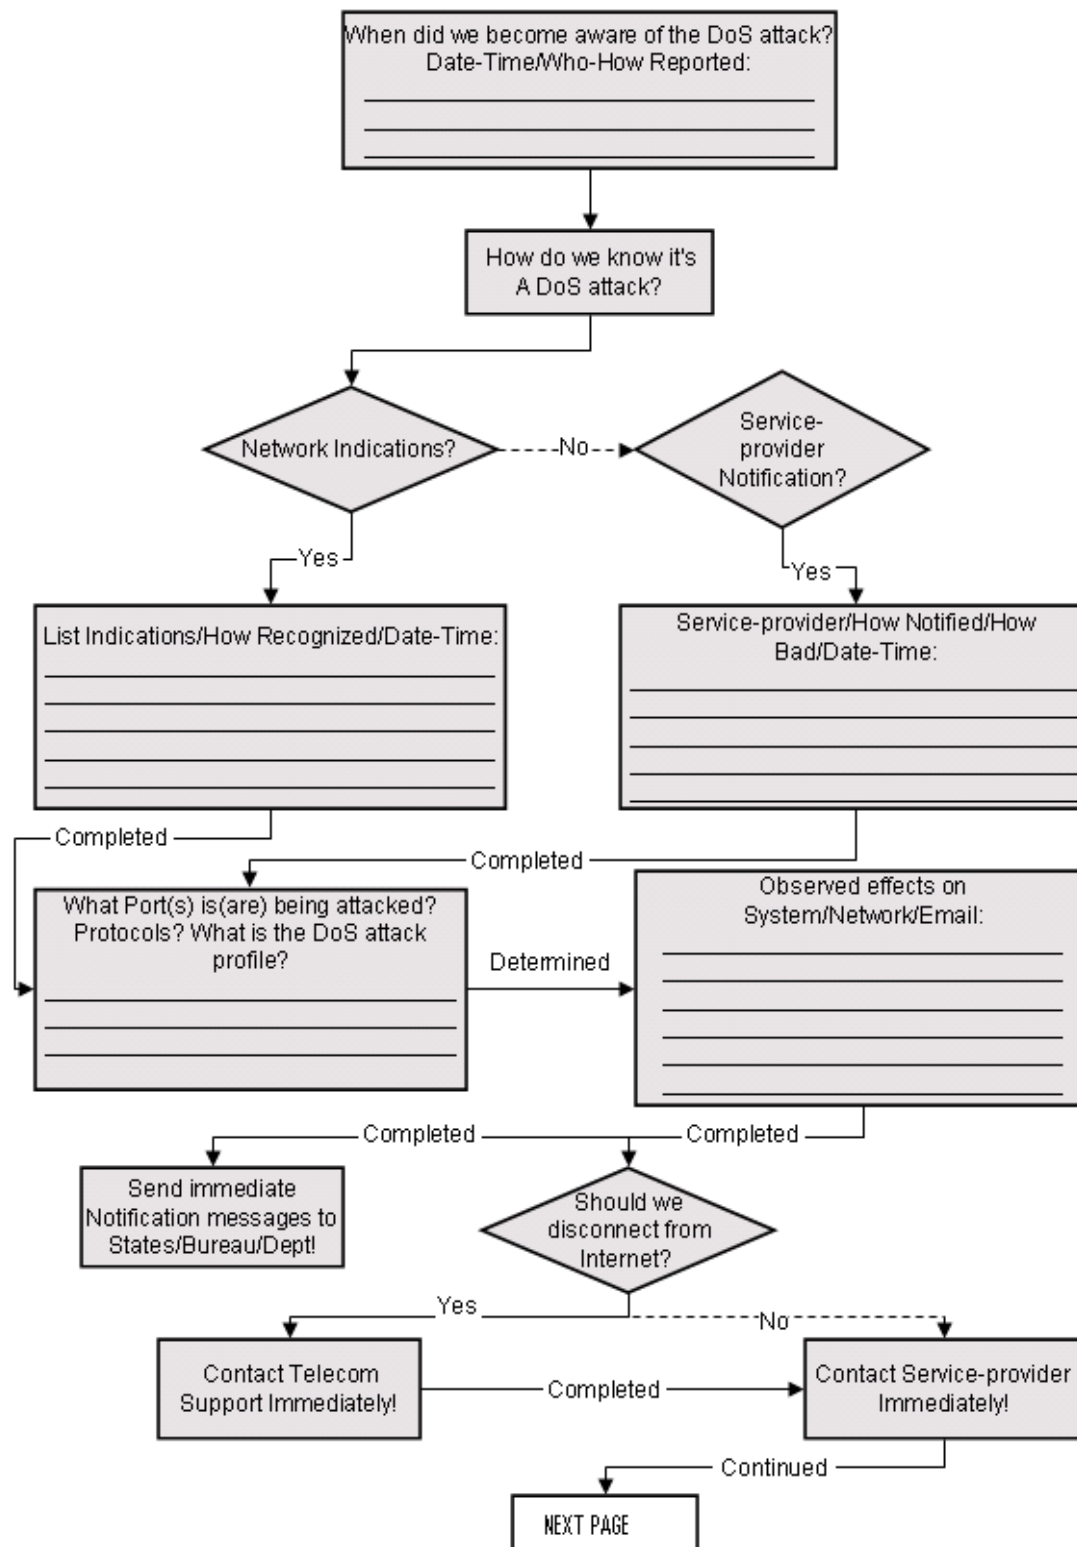 When did we become aware of the DoS attack?
Date-Time/Who-How Reported:
How do we know it's
A DoS attack?
Network Indications?
No
Service-
provider
Notification?
Yes
Yes
List Indications/How Recognized/Date-Time:
Service-provider/How Notified/How
Bad/Date-Time:
Completed
Completed
What Port(s) is(are) being attacked?
Protocols? What is the DoS attack
profile?
Determined
Observed effects on
System/Network/Email:
Completed
Completed
Send immediate
Notification messages to
States/Bureau/Dept!
Should we
disconnect from
Internet?
Yes
No
Contact Telecom
Support Immediately!
Completed
Contact Service-provider
Immediately!
Continued
NEXT PAGE